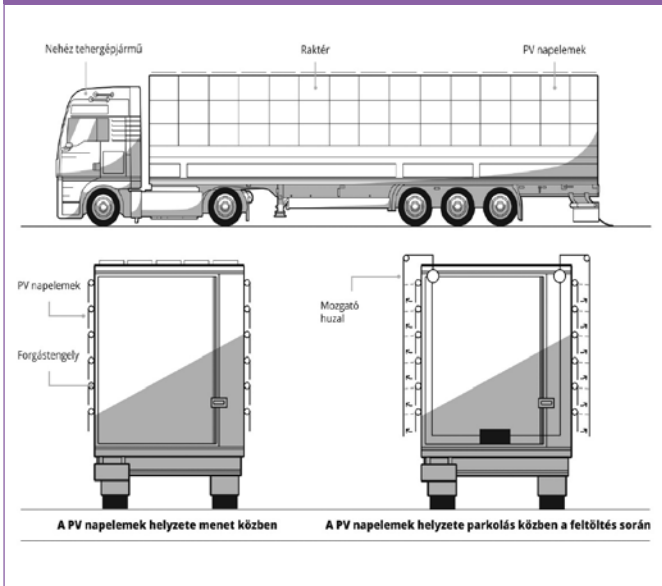 Nehéz tehergépjármű
Raktér
PV napelemek
PV napelemek
Forgástengely
Mozgató
huzal
A PV napelemek helyzete menet közben
A PV napelemek helyzete parkolás közben a feltöltés során